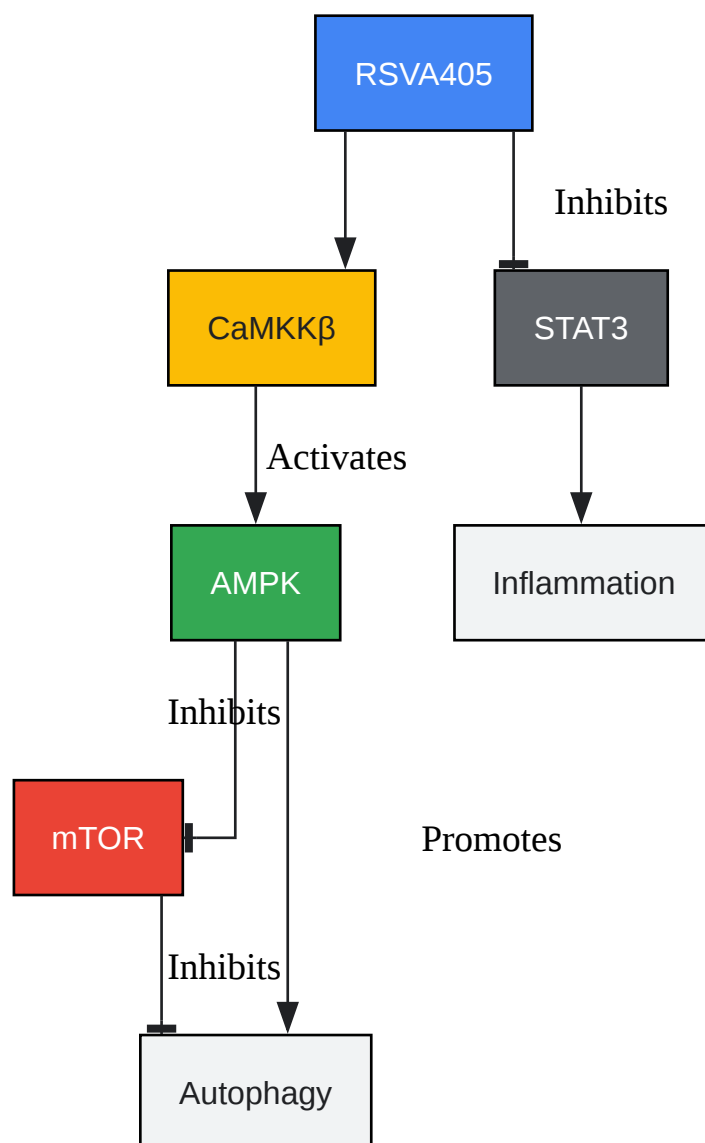 RSVA405
Inhibits
CaMKKβ
STAT3
Activates
AMPK
Inflammation
Inhibits
mTOR
Promotes
Inhibits
Autophagy